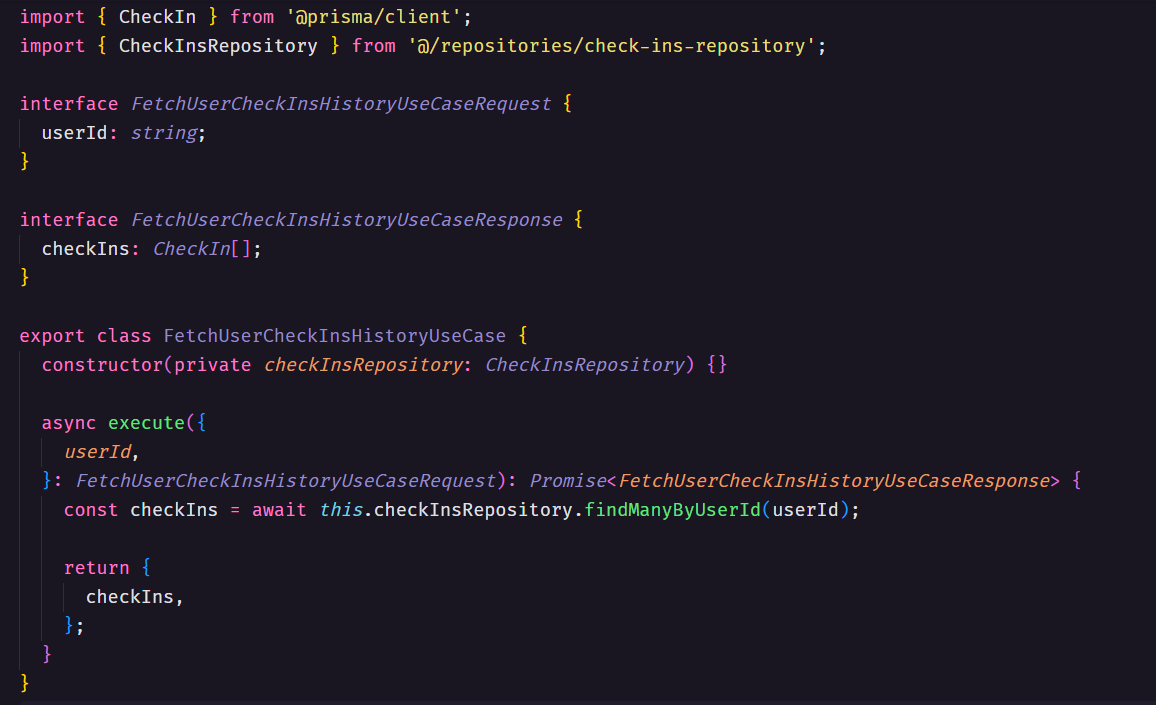 import { CheckIn } from '@prisma/client';
import { CheckInsRepository } from '@/repositories/check-ins-repository';

interface FetchUserCheckInsHistoryUseCaseRequest {
  userId: string;
}

interface FetchUserCheckInsHistoryUseCaseResponse {
  checkIns: CheckIn[];
}

export class FetchUserCheckInsHistoryUseCase {
  constructor(private checkInsRepository: CheckInsRepository) {}

  async execute({
    userId,
  }: FetchUserCheckInsHistoryUseCaseRequest): Promise<FetchUserCheckInsHistoryUseCaseResponse> {
    const checkIns = await this.checkInsRepository.findManyByUserId(userId);

    return {
      checkIns,
    };
  }
}